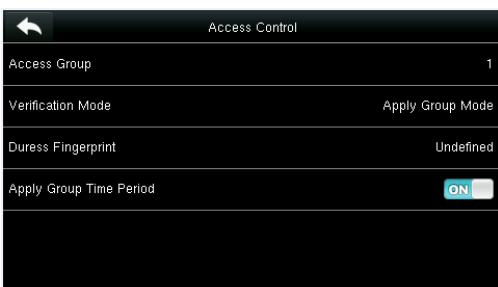 Access Control
Access Group 1
Verification Mode Apply Group Mode
Duress Fingerprint Undefined
Apply Group Time Period ON